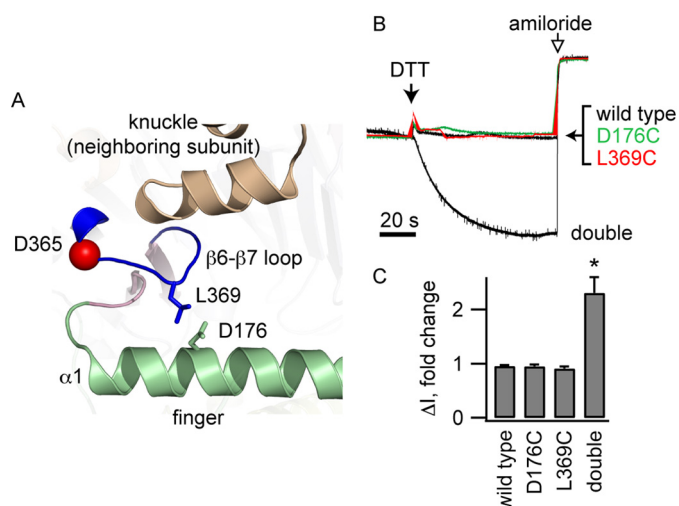 A
knuckle
(neighboring subunit)
D365
β6-β7 loop
L369
D176
α1
finger
B
amiloride
DTT
wild type
D176C
L369C
20 s
double
C
*
ΔI, fold change
2
1
0
wild type
D176C
L369C
double